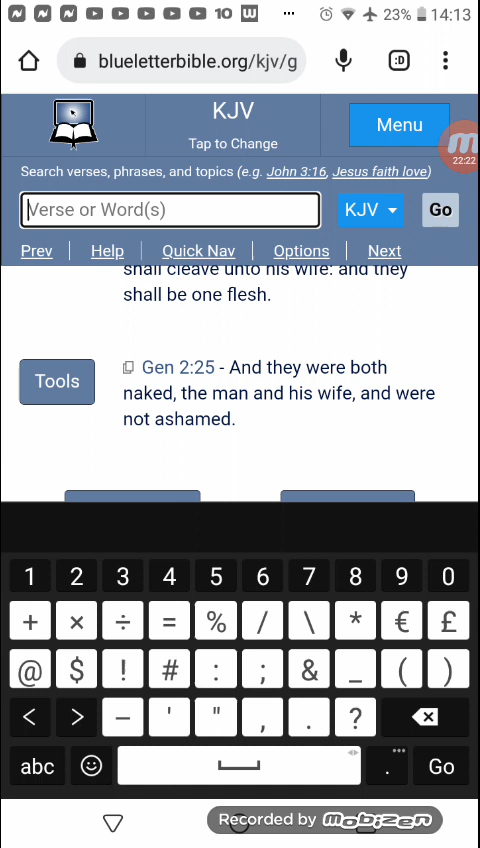 10 W ... 23% 14:13
blueletterbible.org/kjv/g :D
KJV
Tap to Change
Menu
22:22
Search verses, phrases, and topics (e.g. John 3:16, Jesus faith love)
Verse or Word(s) KJV Go
Prev | Help | Quick Nav | Options | Next
shall cleave unto his wife: and they
shall be one flesh.
Tools
Gen 2:25 - And they were both
naked, the man and his wife, and were
not ashamed.
1 2 3 4 5 6 7 8 9 0
+ × ÷ = % / \ * € £
@ $ ! # : ; & _ ( )
< > – ' " , . ?
abc . Go
Recorded by mobizen